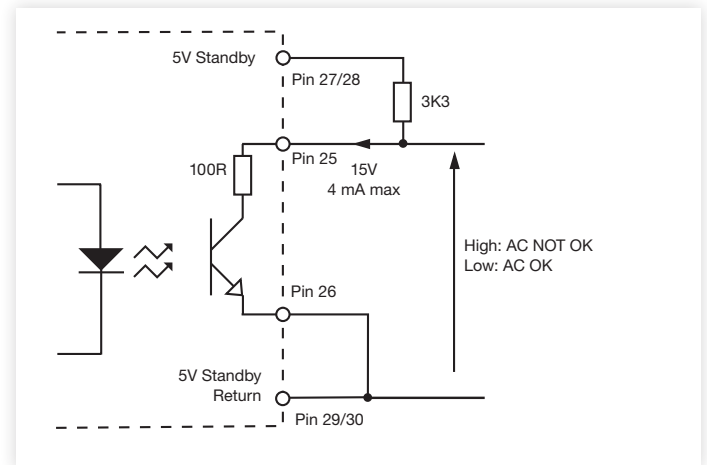 5V Standby
Pin 27/28
3K3
Pin 25
100R
15V
4 mA max
High: AC NOT OK
Low: AC OK
Pin 26
5V Standby
Return
Pin 29/30